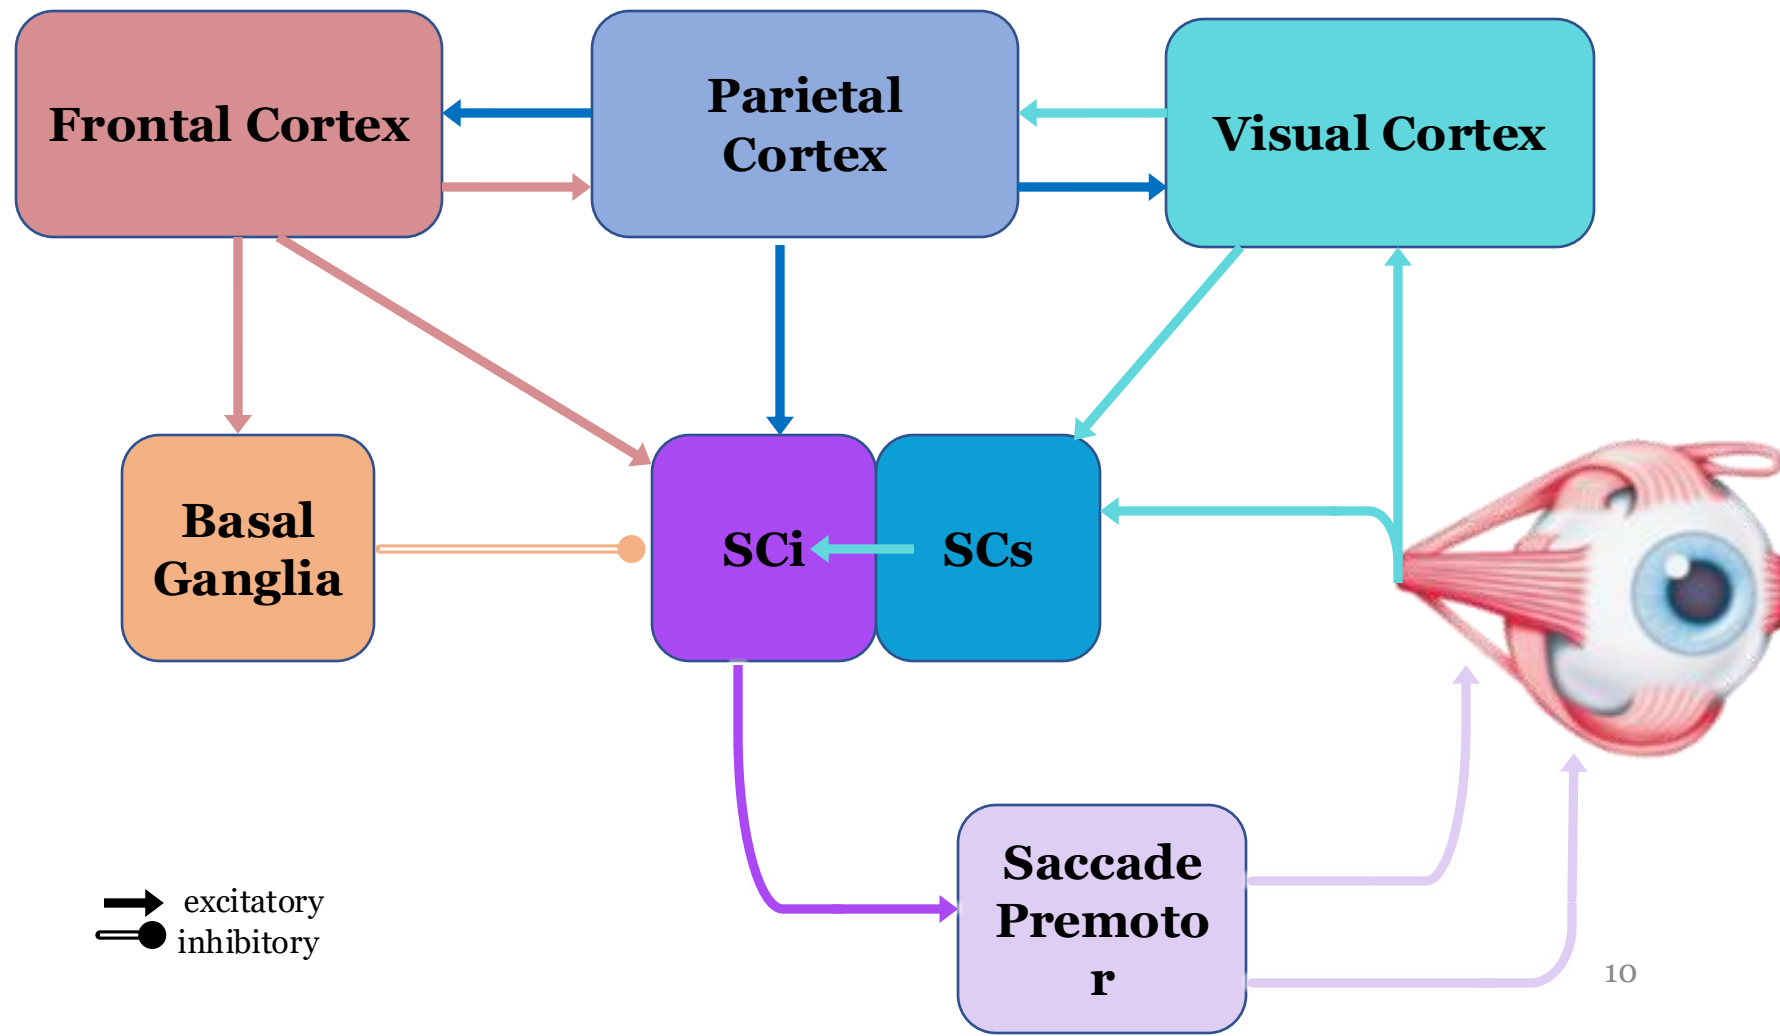 Frontal Cortex
Parietal
Cortex
Visual Cortex
Basal
Ganglia
SCi
SCs
Saccade
Premoto
r
excitatory
inhibitory
10